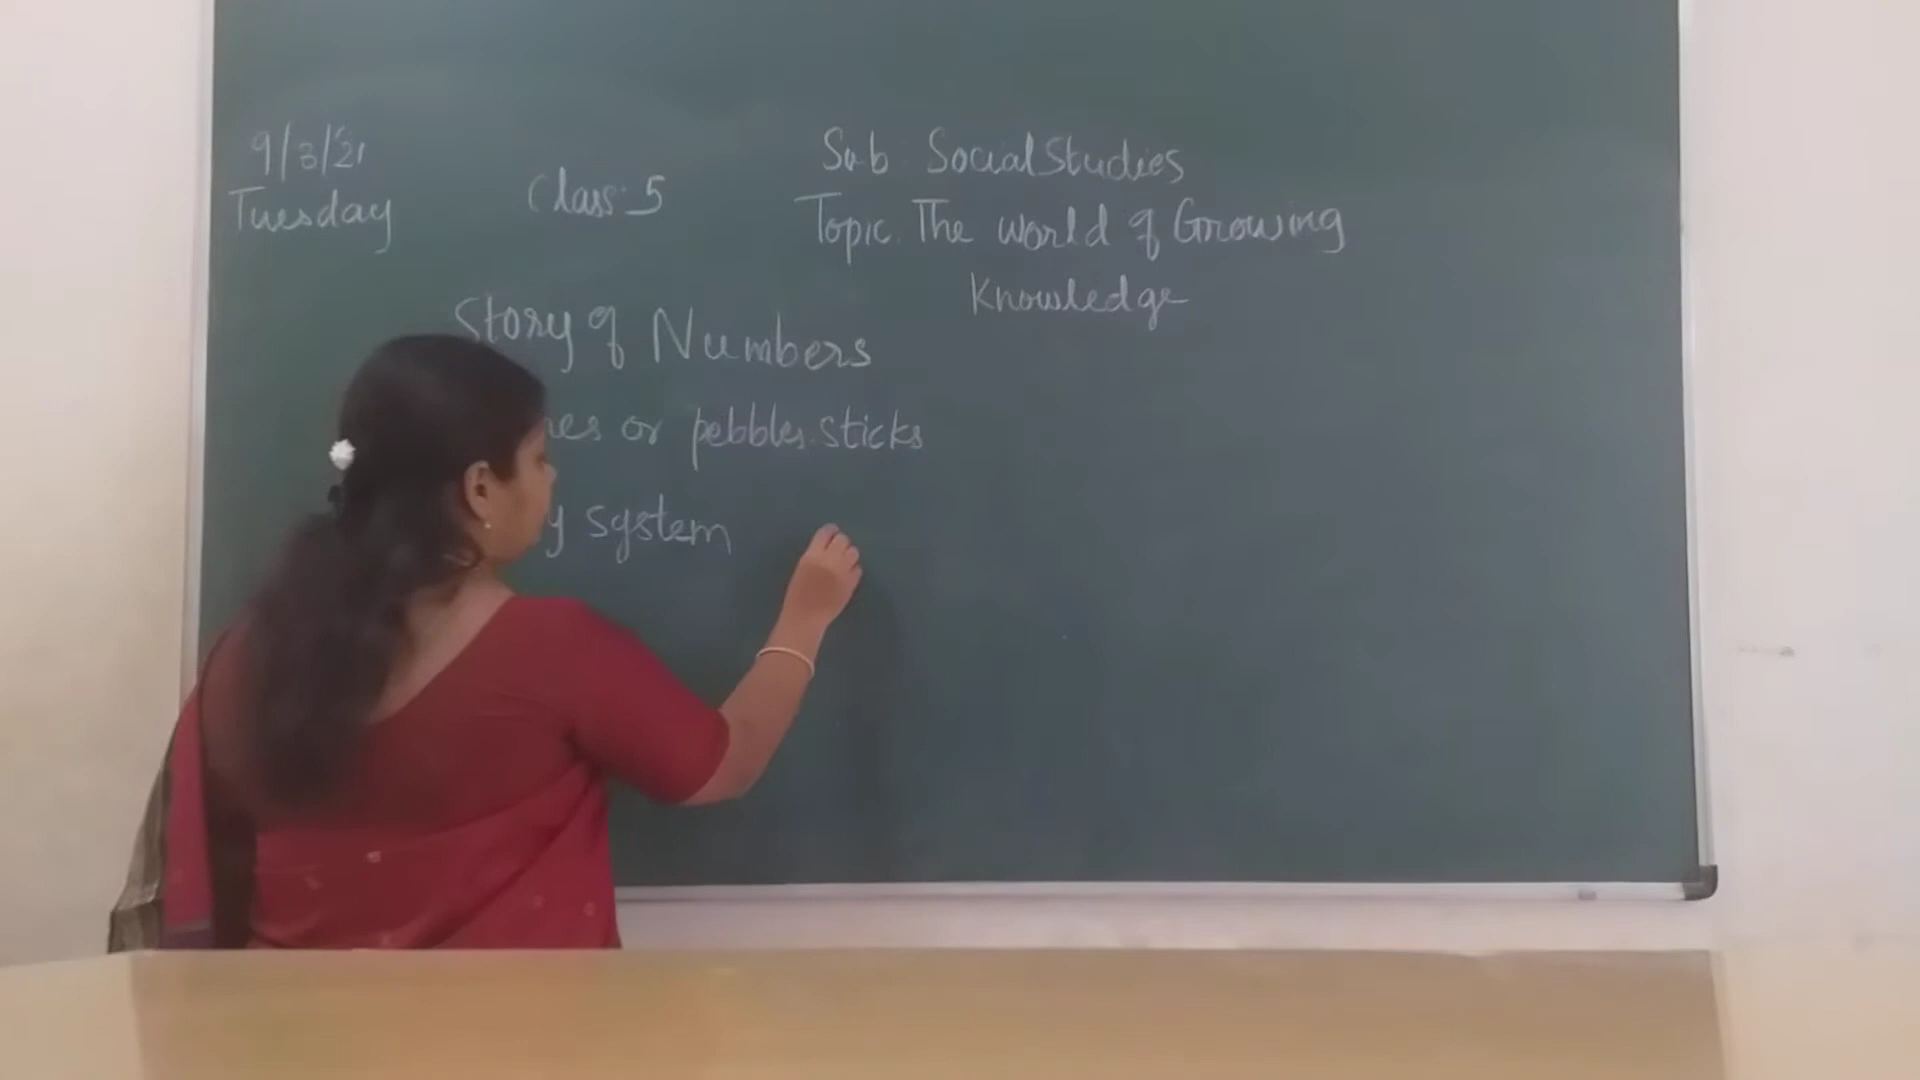 9/3/21
Tuesday
Class: 5
Sub: Social Studies
Topic. The world of Growing
Knowledge
Story of Numbers
or pebbles. sticks
system